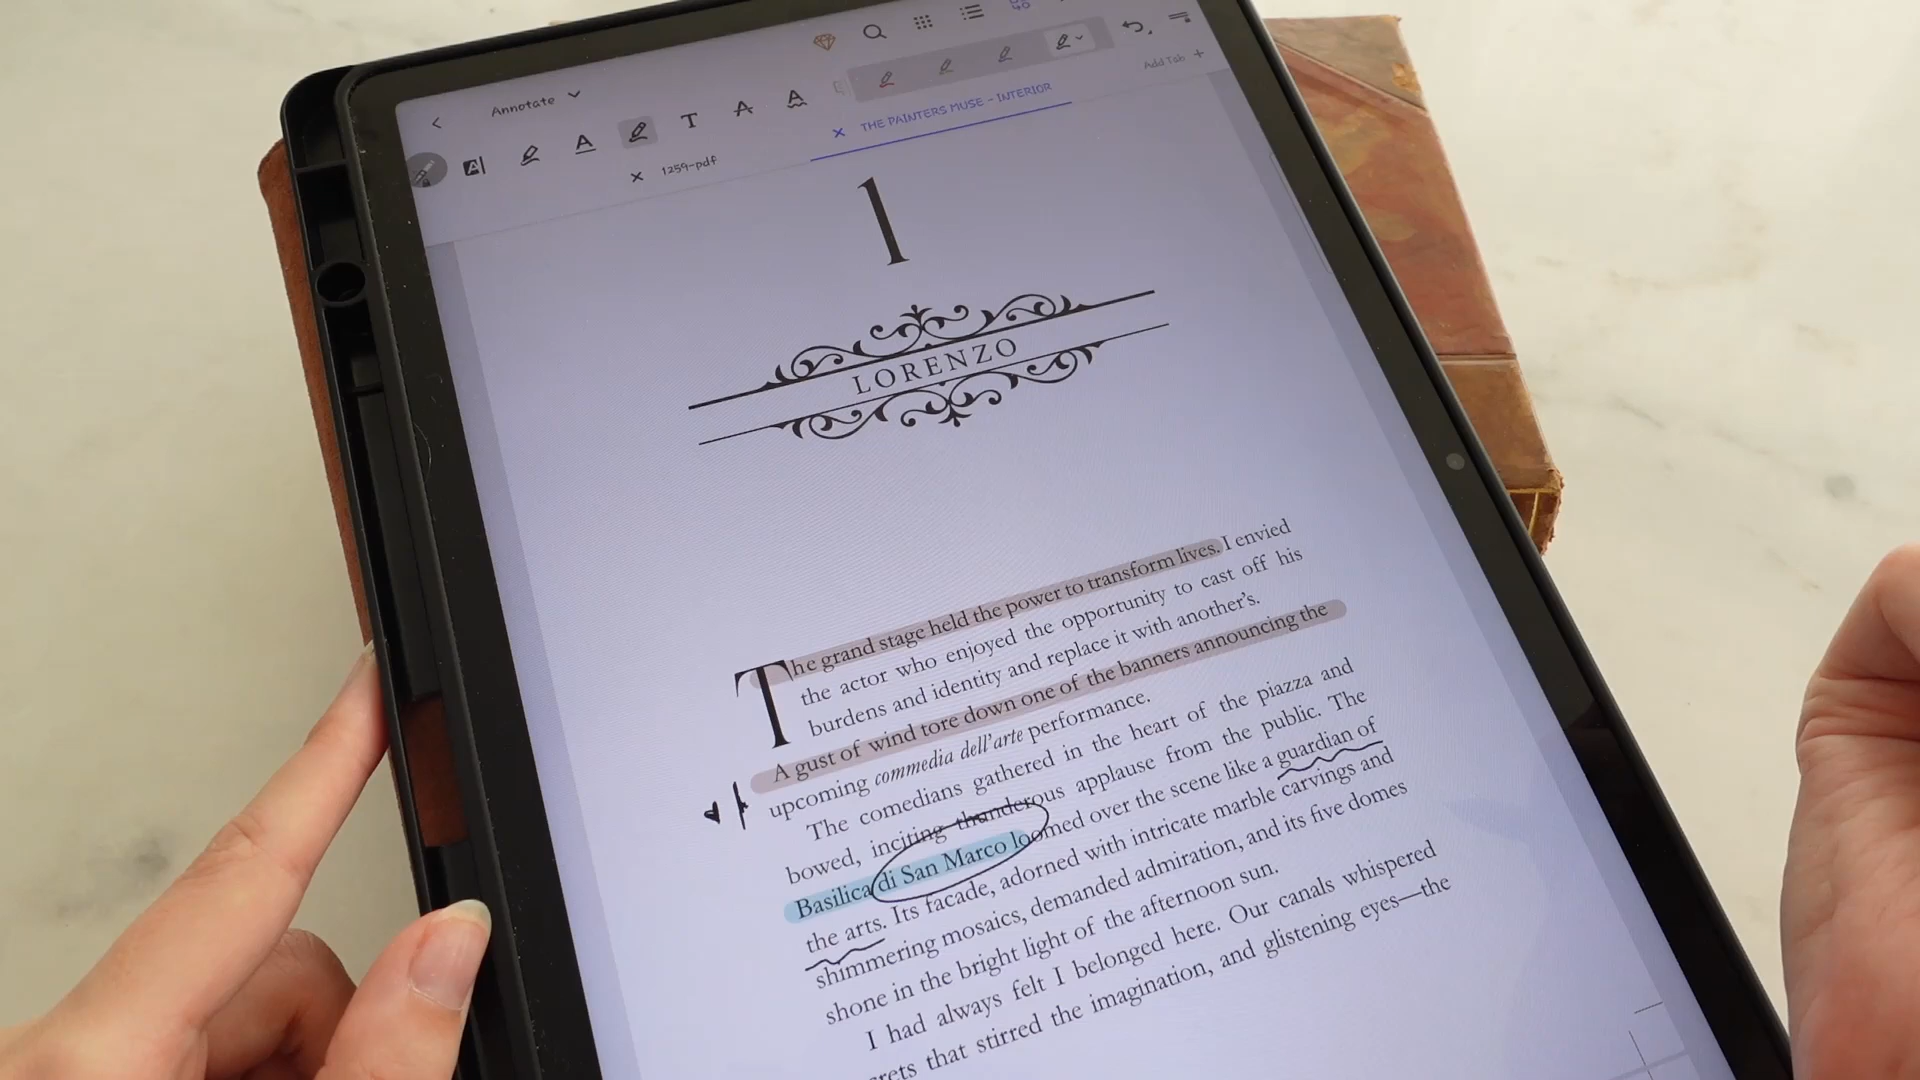 Annotate
Add Tab +
1259-pdf
THE PAINTERS MUSE - INTERIOR
1
LORENZO
The grand stage held the power to transform lives. I envied
the actor who enjoyed the opportunity to cast off his
burdens and identity and replace it with another's.
A gust of wind tore down one of the banners announcing the
upcoming commedia dell'arte performance.
The comedians gathered in the heart of the piazza and
bowed, inciting thunderous applause from the public. The
Basilica di San Marco loomed over the scene like a guardian of
the arts. Its facade, adorned with intricate marble carvings and
shimmering mosaics, demanded admiration, and its five domes
shone in the bright light of the afternoon sun.
I had always felt I belonged here. Our canals whispered
crets that stirred the imagination, and glistening eyes—the